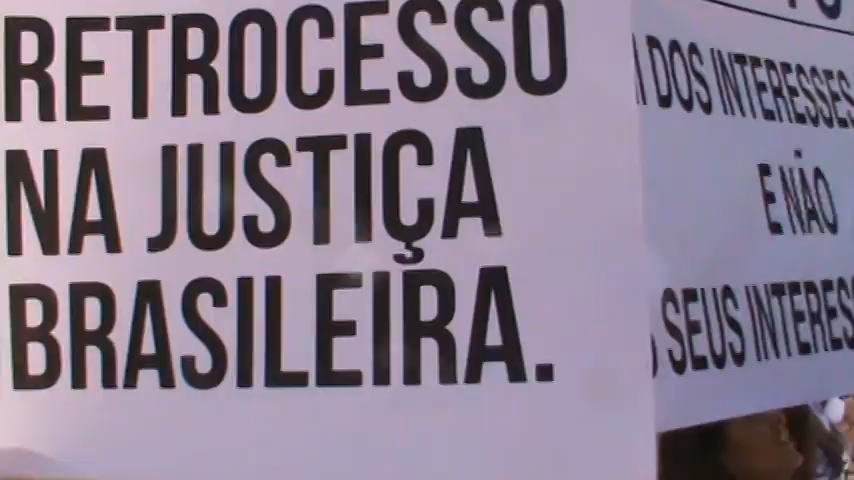 RETROCESSO
NA JUSTIÇA
BRASILEIRA.
DOS INTERESSES
E NÃO
SEUS INTERES